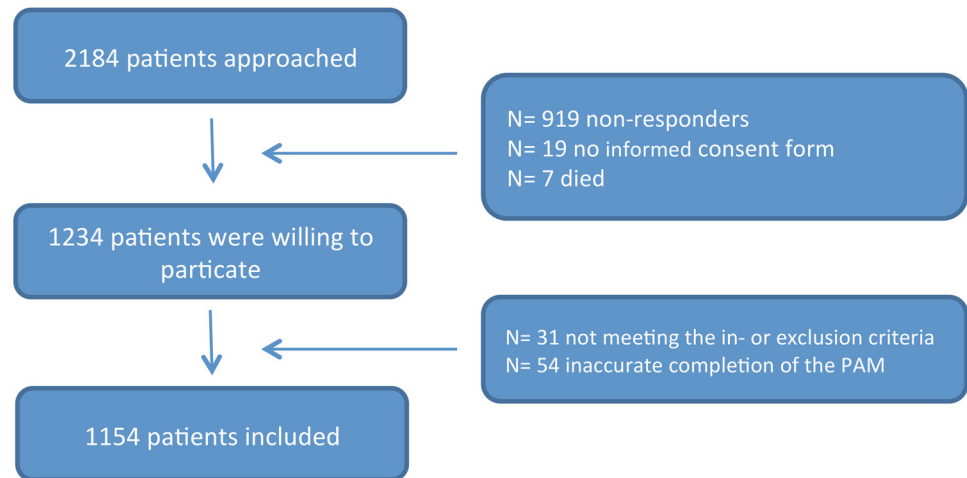 2184 patients approached
N= 919 non-responders
N= 19 no informed consent form
N= 7 died
1234 patients were willing to
particate
N= 31 not meeting the in- or exclusion criteria
N= 54 inaccurate completion of the PAM
1154 patients included